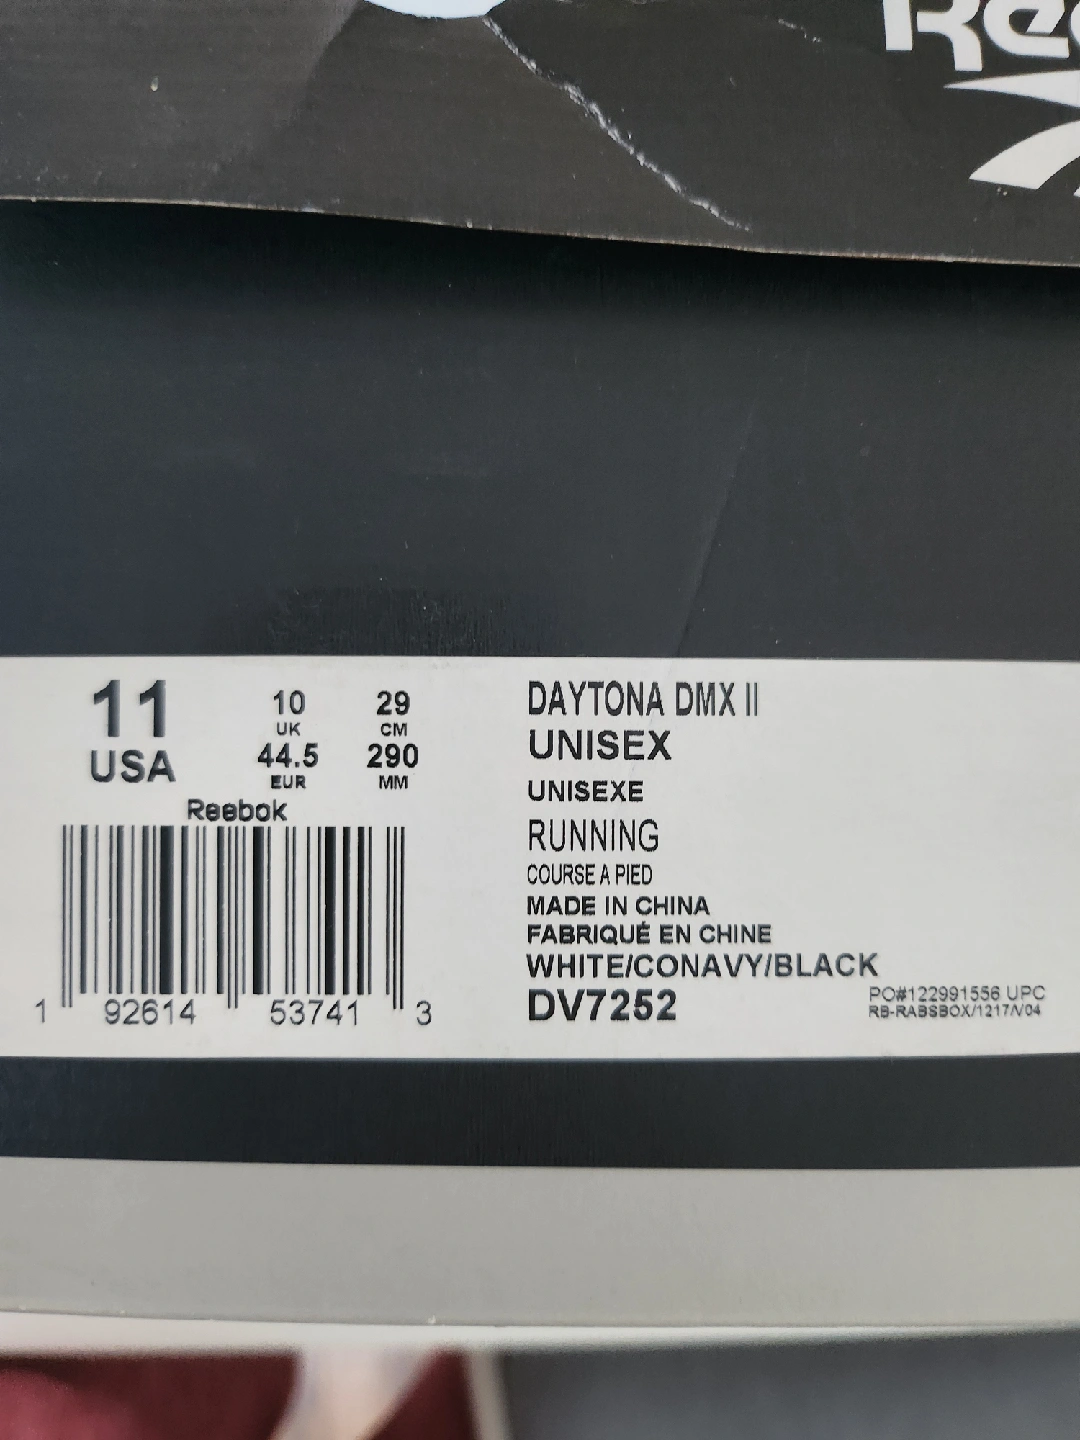 Ree
11
USA
10
UK
44.5
EUR
29
CM
290
MM
Reebok
1 92614 53741 3
DAYTONA DMX II
UNISEX
UNISEXE
RUNNING
COURSE A PIED
MADE IN CHINA
FABRIQUÉ EN CHINE
WHITE/CONAVY/BLACK
DV7252
PO#122991556 UPC
RB-RABSBOX/1217/V04